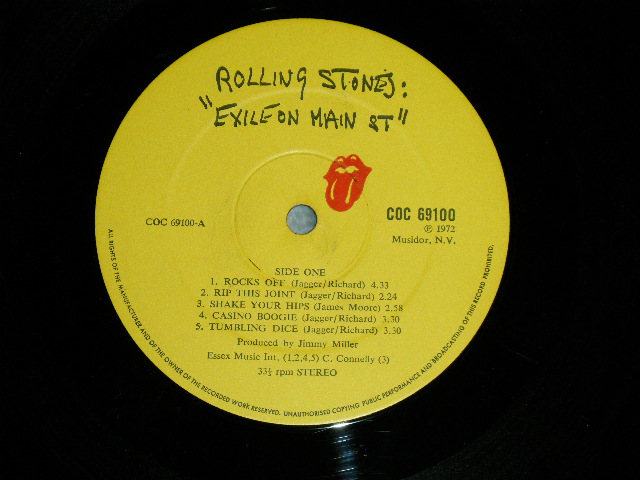 ROLLING STONES:
"EXILE ON MAIN ST"
COC 69100-A
COC 69100
℗ 1972
Musidor, N.V.
SIDE ONE
1. ROCKS OFF (Jagger/Richard) 4.33
2. RIP THIS JOINT (Jagger/Richard) 2.24
3. SHAKE YOUR HIPS (James Moore) 2.58
4. CASINO BOOGIE (Jagger/Richard) 3.30
5. TUMBLING DICE (Jagger/Richard) 3.30
Produced by Jimmy Miller
Essex Music Int, (1,2,4,5) C. Connelly (3)
33⅓ rpm STEREO
ALL RIGHTS OF THE MANUFACTURER AND OF THE OWNER OF THE RECORDED WORK RESERVED. UNAUTHORISED COPYING PUBLIC PERFORMANCE AND BROADCASTING OF THIS RECORD PROHIBITED.